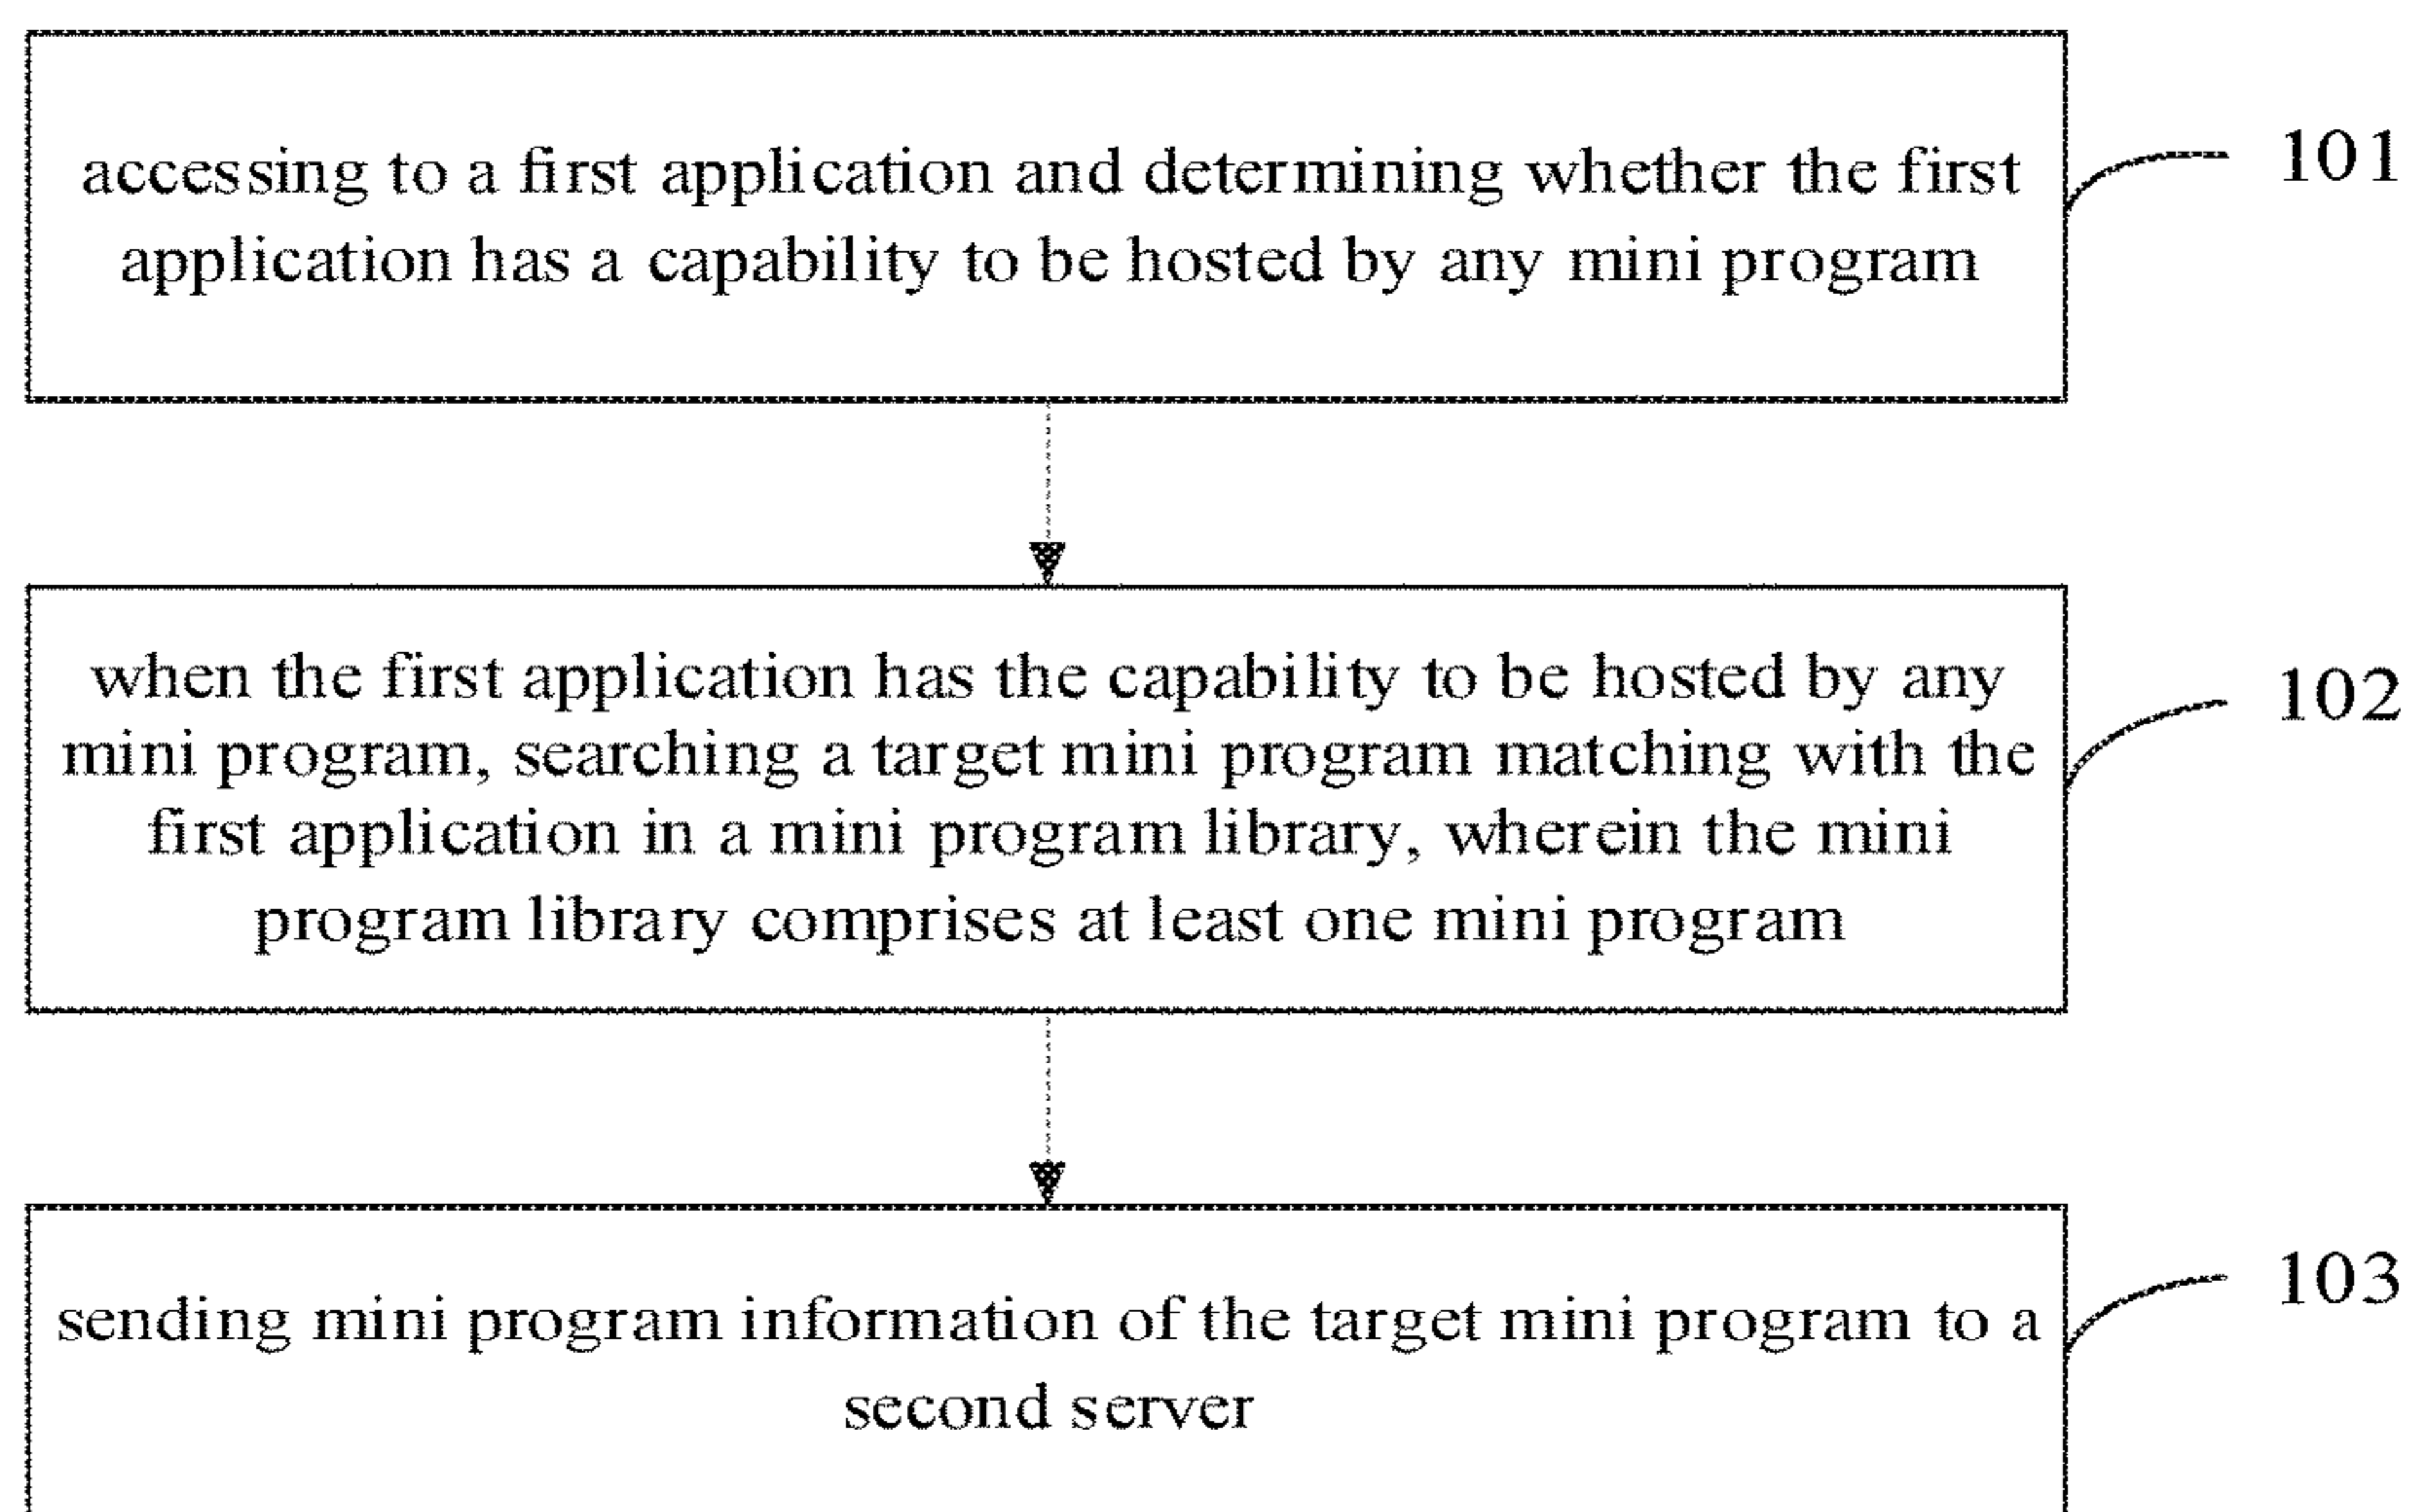 accessing to a first application and determining whether the first
application has a capability to be hosted by any mini program
101
when the first application has the capability to be hosted by any
mini program, searching a target mini program matching with the
first application in a mini program library, wherein the mini
program library comprises at least one mini program
102
sending mini program information of the target mini program to a
second server
103